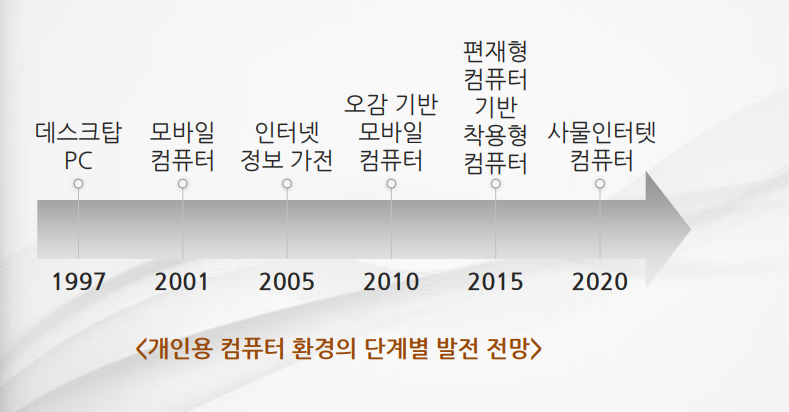 데스크탑
PC
모바일
컴퓨터
인터넷
정보 가전
오감 기반
모바일
컴퓨터
편재형
컴퓨터
기반
착용형
컴퓨터
사물인터텟
컴퓨터
1997
2001
2005
2010
2015
2020
<개인용 컴퓨터 환경의 단계별 발전 전망>